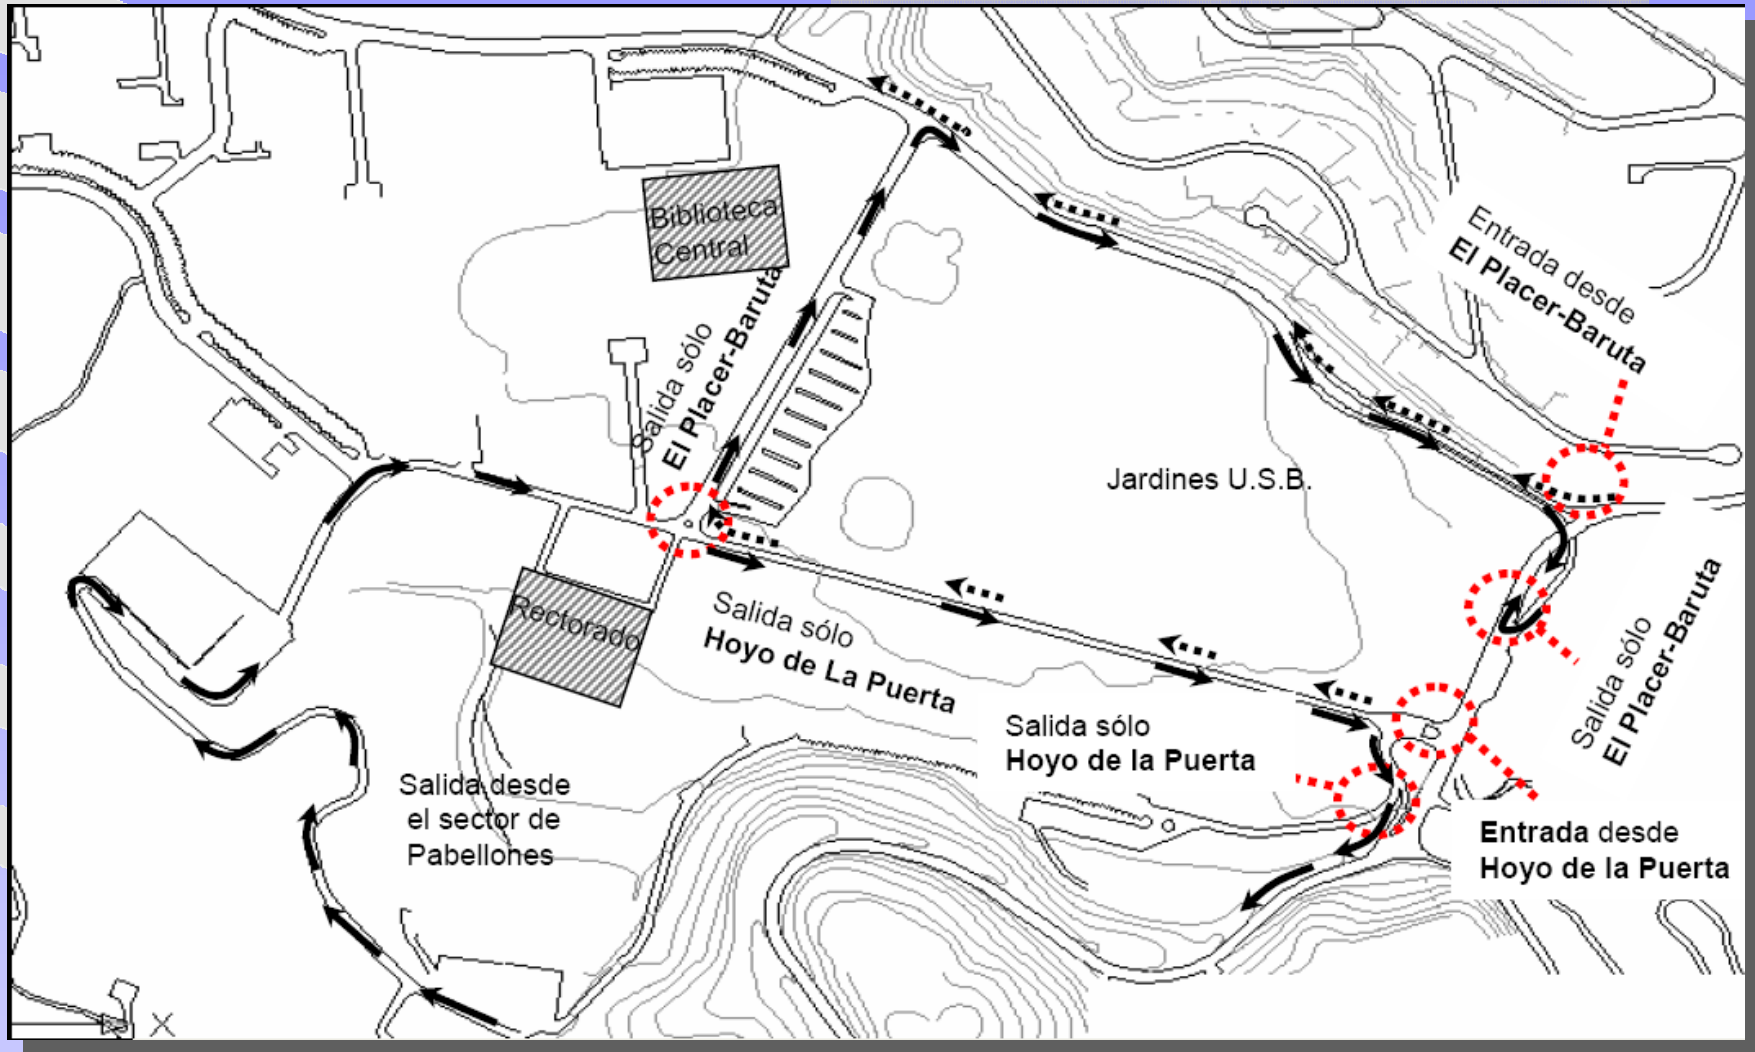 Biblioteca
Central
Salida sólo
El Placer-Baruta
Entrada desde
El Placer-Baruta
Jardines U.S.B.
Rectorado
Salida sólo
Hoyo de La Puerta
Salida sólo
Hoyo de la Puerta
Salida sólo
El Placer-Baruta
Salida desde
el sector de
Pabellones
Entrada desde
Hoyo de la Puerta